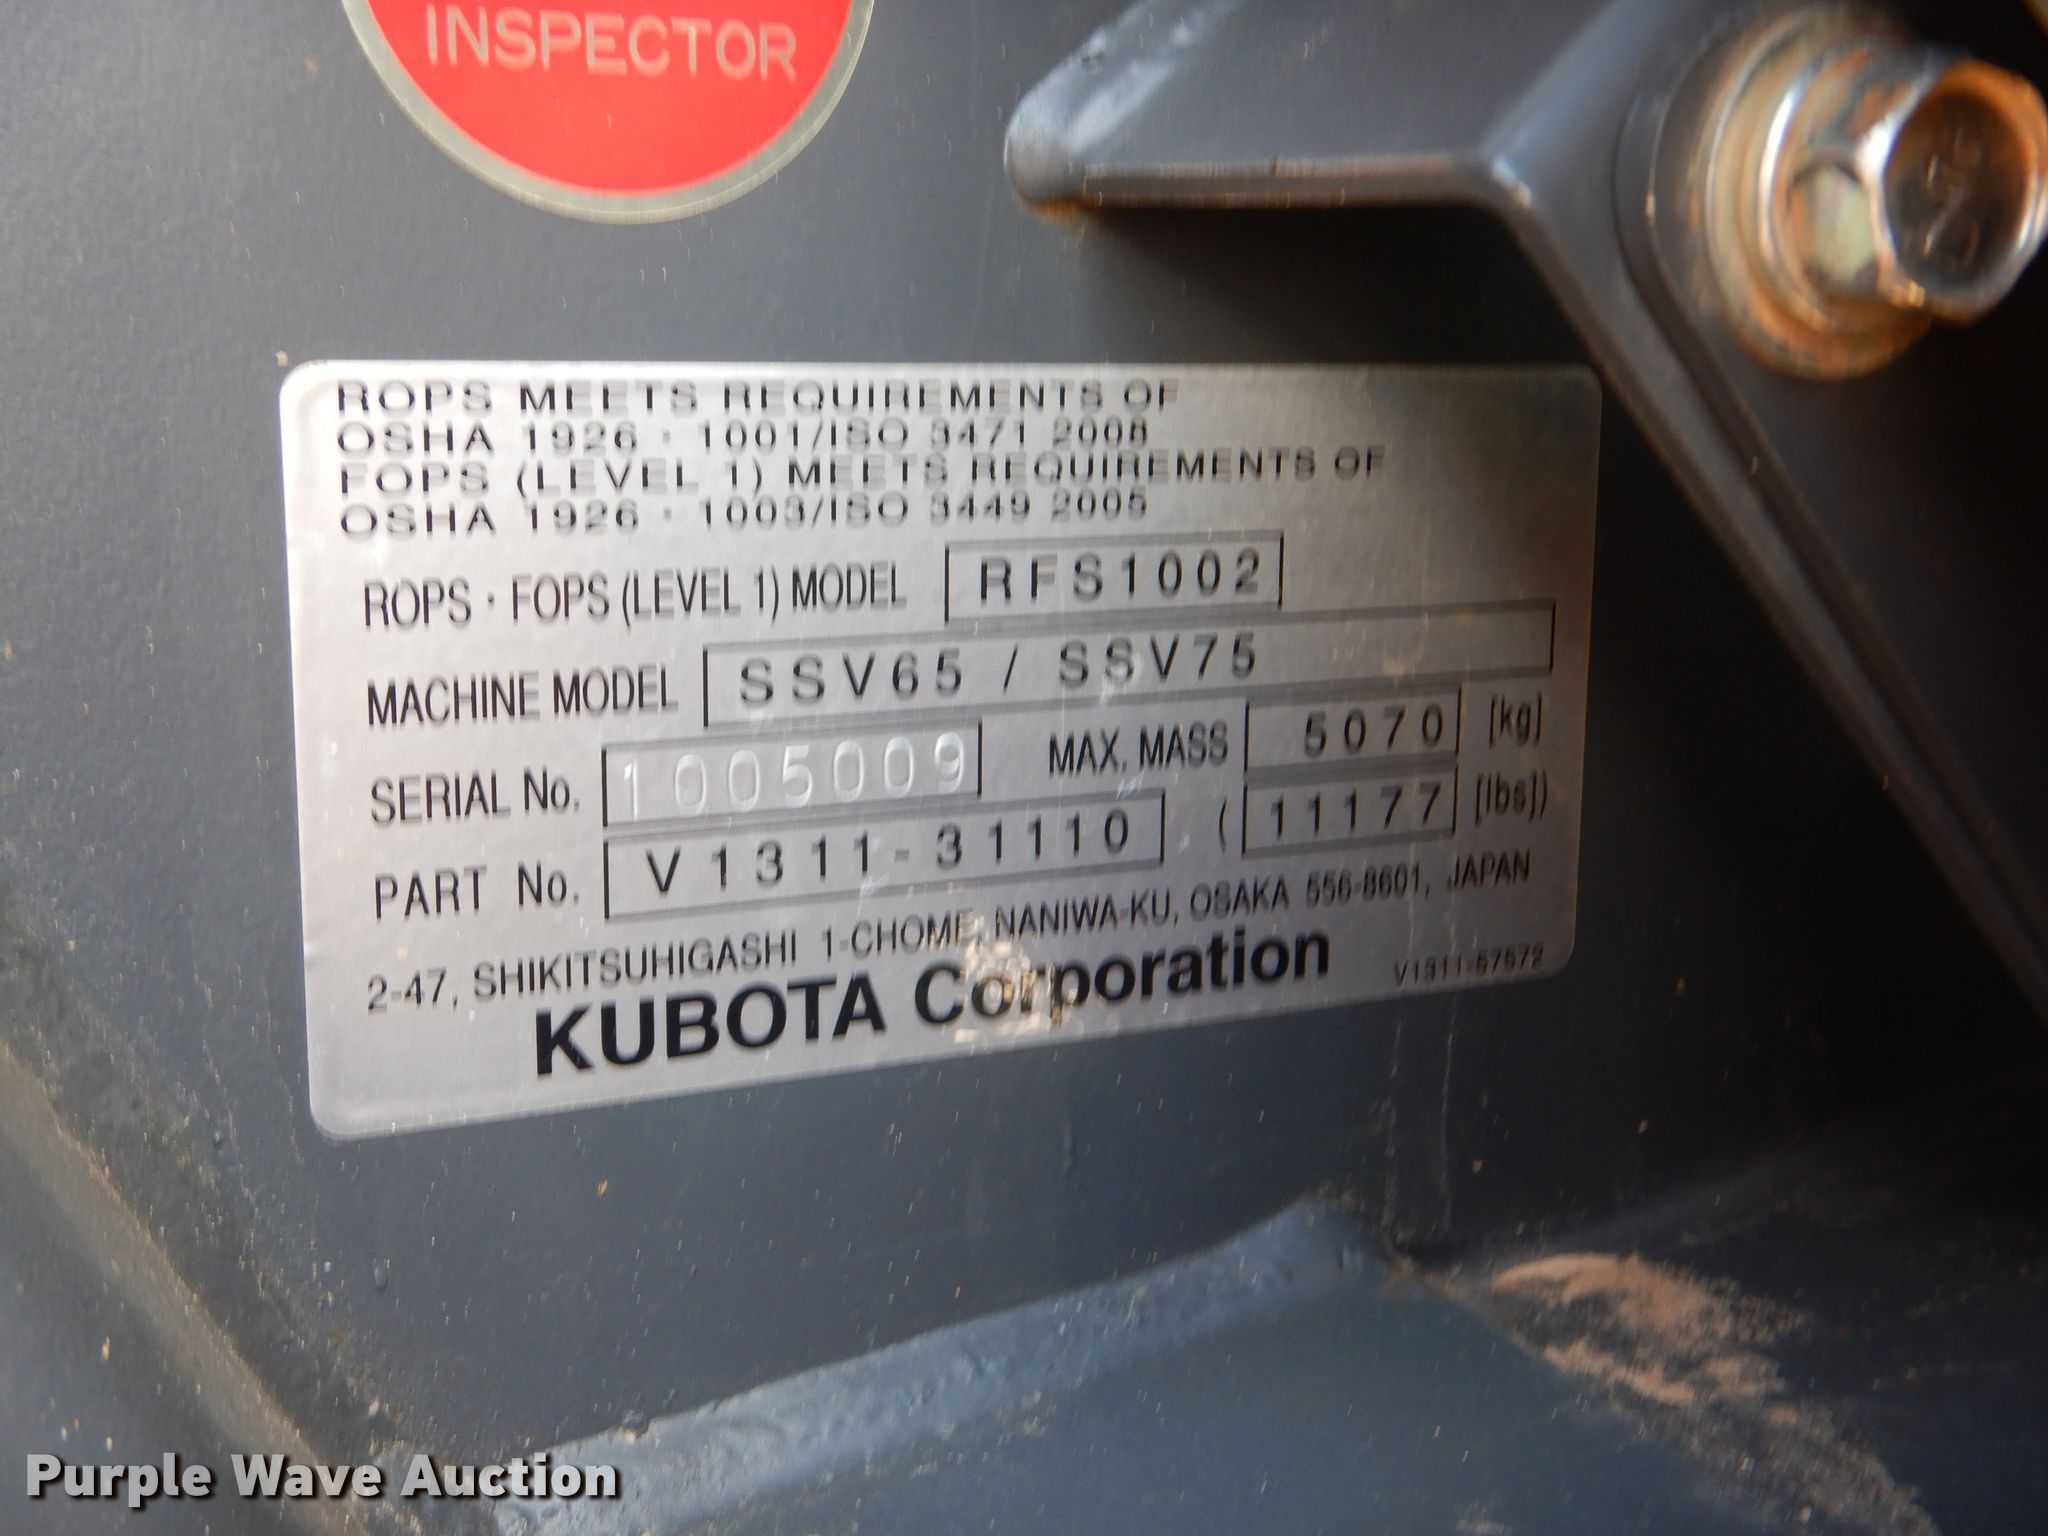 INSPECTOR
ROPS MEETS REQUIREMENTS OF
OSHA 1926 · 1001/ISO 3471 2008
FOPS (LEVEL 1) MEETS REQUIREMENTS OF
OSHA 1926 · 1003/ISO 3449 2005
ROPS · FOPS (LEVEL 1) MODEL RFS1002
MACHINE MODEL SSV65 / SSV75
SERIAL No. 1005009 MAX. MASS 5070 [kg]
PART No. V1311-31110 (11177 [lbs])
2-47, SHIKITSUHIGASHI 1-CHOME, NANIWA-KU, OSAKA 556-8601, JAPAN
KUBOTA Corporation V1311-57572
Purple Wave Auction